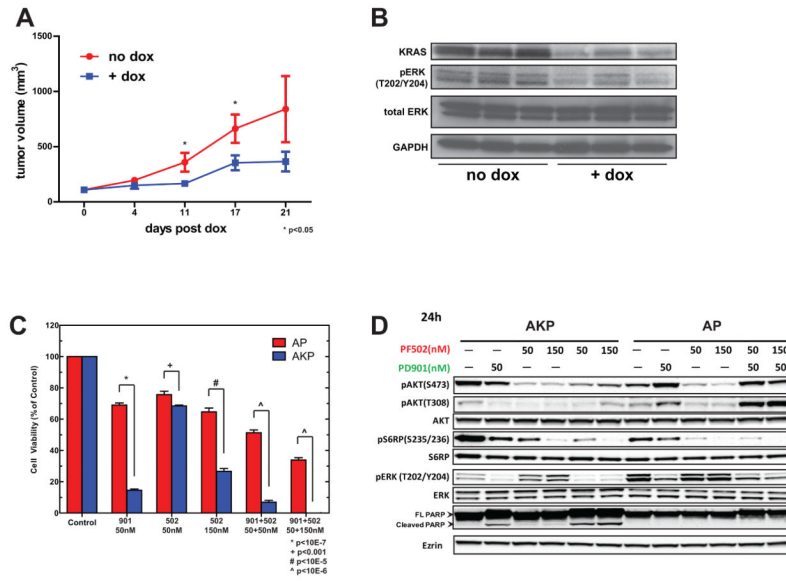 A
1500
1000
500
0
tumor volume (mm³)
no dox
+ dox
*
*
0 4 11 17 21
days post dox
* p<0.05
B
KRAS
pERK
(T202/Y204)
total ERK
GAPDH
no dox + dox
C
120
100
80
60
40
20
0
Cell Viability (% of Control)
AP
AKP
*
+
#
^
^
Control 901 502 502 901+502 901+502
50nM 50nM 150nM 50+50nM 50+150nM
* p<10E-7
+ p<0.001
# p<10E-5
^ p<10E-6
D
24h
AKP AP
PF502(nM) — — 50 150 50 150 — — 50 150 50 150
PD901(nM) — 50 — — 50 50 — 50 — — 50 50
pAKT(S473)
pAKT(T308)
AKT
pS6RP(S235/236)
S6RP
pERK (T202/Y204)
ERK
FL PARP
Cleaved PARP
Ezrin